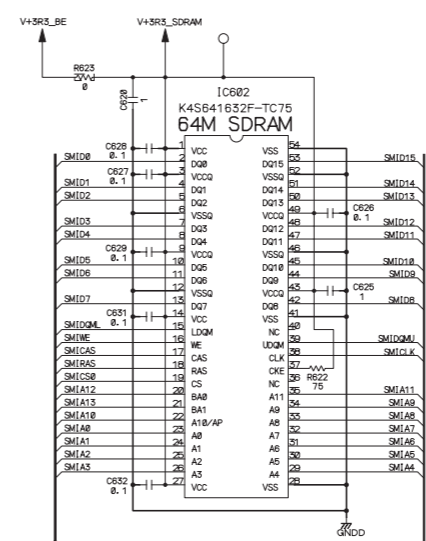 V+3R3_BE V+3R3_SDRAM
R623
0
C620
1
IC602
K4S641632F-TC75
64M SDRAM
C628 0.1 1 VCC VSS 54
SMID0 2 DQ0 DQ15 53 SMID15
C627 0.1 3 VCCQ VSSQ 52
SMID1 4 DQ1 DQ14 51 SMID14
SMID2 5 DQ2 DQ13 50 SMID13
6 VSSQ VCCQ 49 C626 0.1
SMID3 7 DQ3 DQ12 48 SMID12
SMID4 8 DQ4 DQ11 47 SMID11
C629 0.1 9 VCCQ VSSQ 46
SMID5 10 DQ5 DQ10 45 SMID10
SMID6 11 DQ6 DQ9 44 SMID9
12 VSSQ VCCQ 43 C625 1
SMID7 13 DQ7 DQ8 42 SMID8
C631 0.1 14 VCC VSS 41
SMIDQML 15 LDQM NC 40
SMIWE 16 WE UDQM 39 SMIDQMU
SMICAS 17 CAS CLK 38 SMICLK
SMIRAS 18 RAS CKE 37 R622 75
SMICS0 19 CS NC 36
SMIA12 20 BA0 A11 35 SMIA11
SMIA13 21 BA1 A9 34 SMIA9
SMIA10 22 A10/AP A8 33 SMIA8
SMIA0 23 A0 A7 32 SMIA7
SMIA1 24 A1 A6 31 SMIA6
SMIA2 25 A2 A5 30 SMIA5
SMIA3 26 A3 A4 29 SMIA4
C632 0.1 27 VCC VSS 28
GNDD